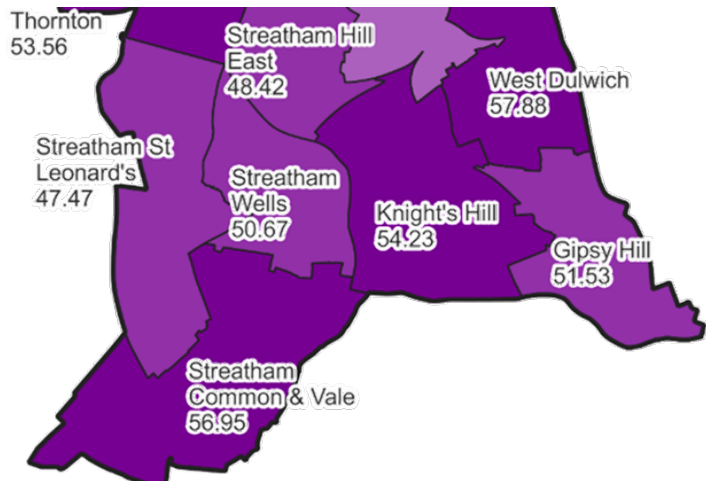 Thornton
53.56
Streatham Hill
East
48.42
West Dulwich
57.88
Streatham St
Leonard's
47.47
Streatham
Wells
50.67
Knight's Hill
54.23
Gipsy Hill
51.53
Streatham
Common & Vale
56.95